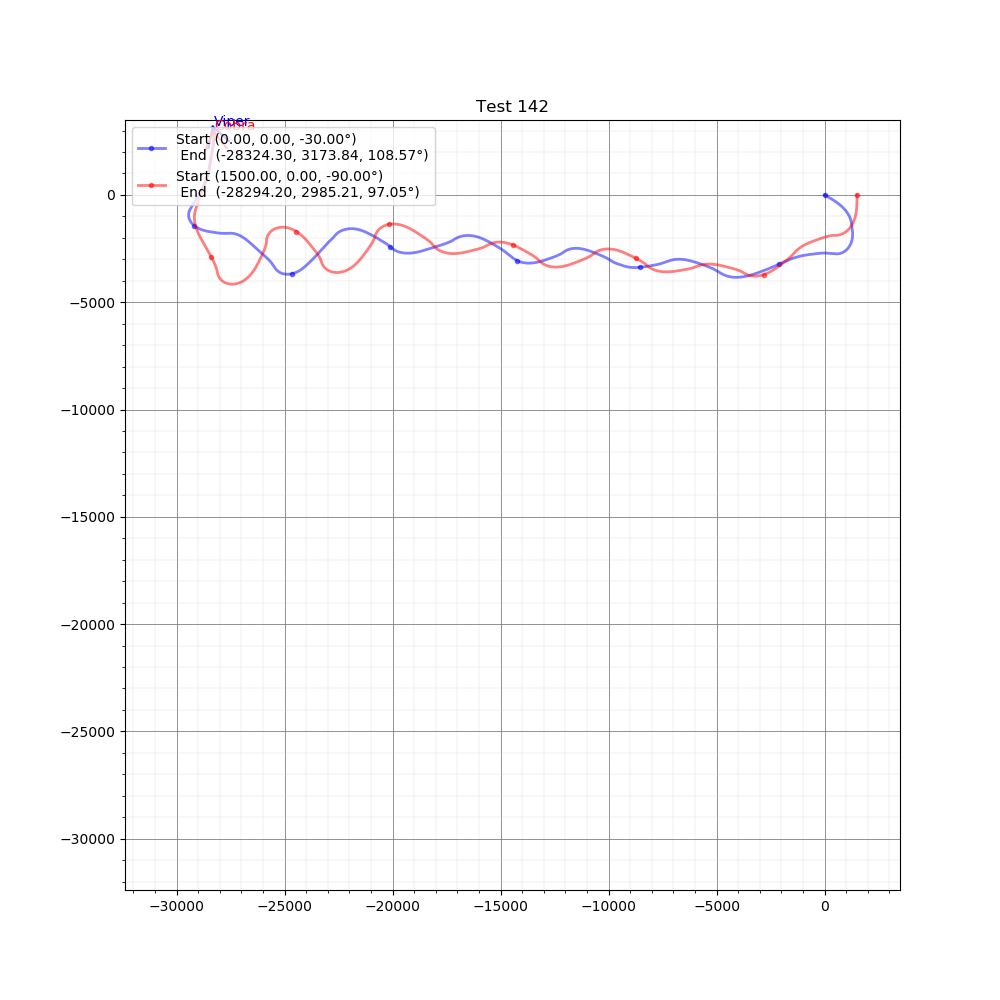 Test 142
Viper
Start (0.00, 0.00, -30.00°)
End (-28324.30, 3173.84, 108.57°)
Start (1500.00, 0.00, -90.00°)
End (-28294.20, 2985.21, 97.05°)
0
−5000
−10000
−15000
−20000
−25000
−30000
−30000 −25000 −20000 −15000 −10000 −5000 0